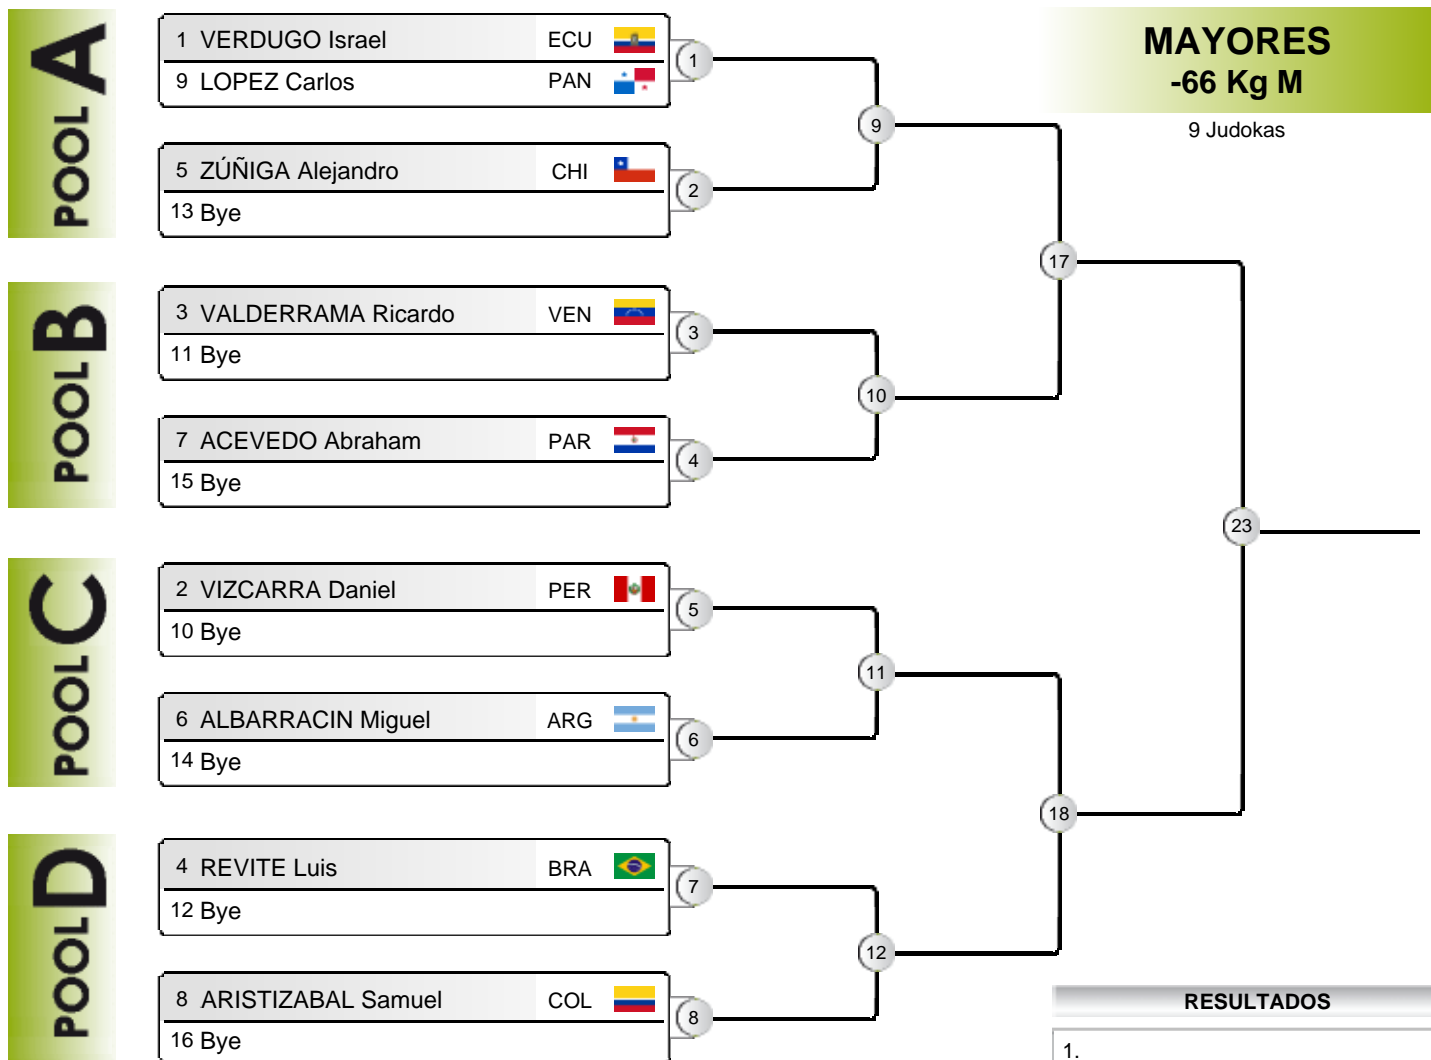 MAYORES
-66 Kg M
9 Judokas
POOL A
1 VERDUGO Israel ECU
9 LOPEZ Carlos PAN
1
5 ZÚÑIGA Alejandro CHI
13 Bye
2
9
POOL B
3 VALDERRAMA Ricardo VEN
11 Bye
3
7 ACEVEDO Abraham PAR
15 Bye
4
10
17
POOL C
2 VIZCARRA Daniel PER
10 Bye
5
6 ALBARRACIN Miguel ARG
14 Bye
6
11
POOL D
4 REVITE Luis BRA
12 Bye
7
8 ARISTIZABAL Samuel COL
16 Bye
8
12
18
23
RESULTADOS
1.